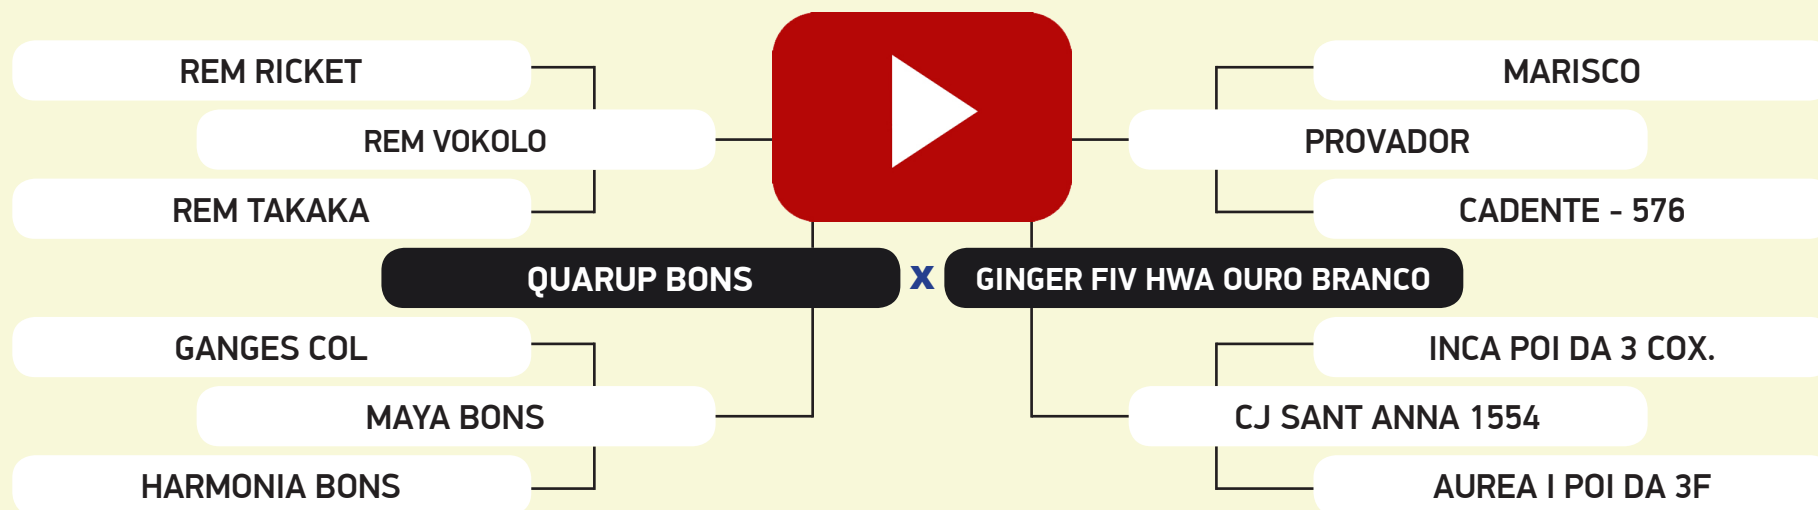 REM RICKET
MARISCO
REM VOKOLO
PROVADOR
REM TAKAKA
CADENTE - 576
QUARUP BONS X GINGER FIV HWA OURO BRANCO
GANGES COL
INCA POI DA 3 COX.
MAYA BONS
CJ SANT ANNA 1554
HARMONIA BONS
AUREA I POI DA 3F